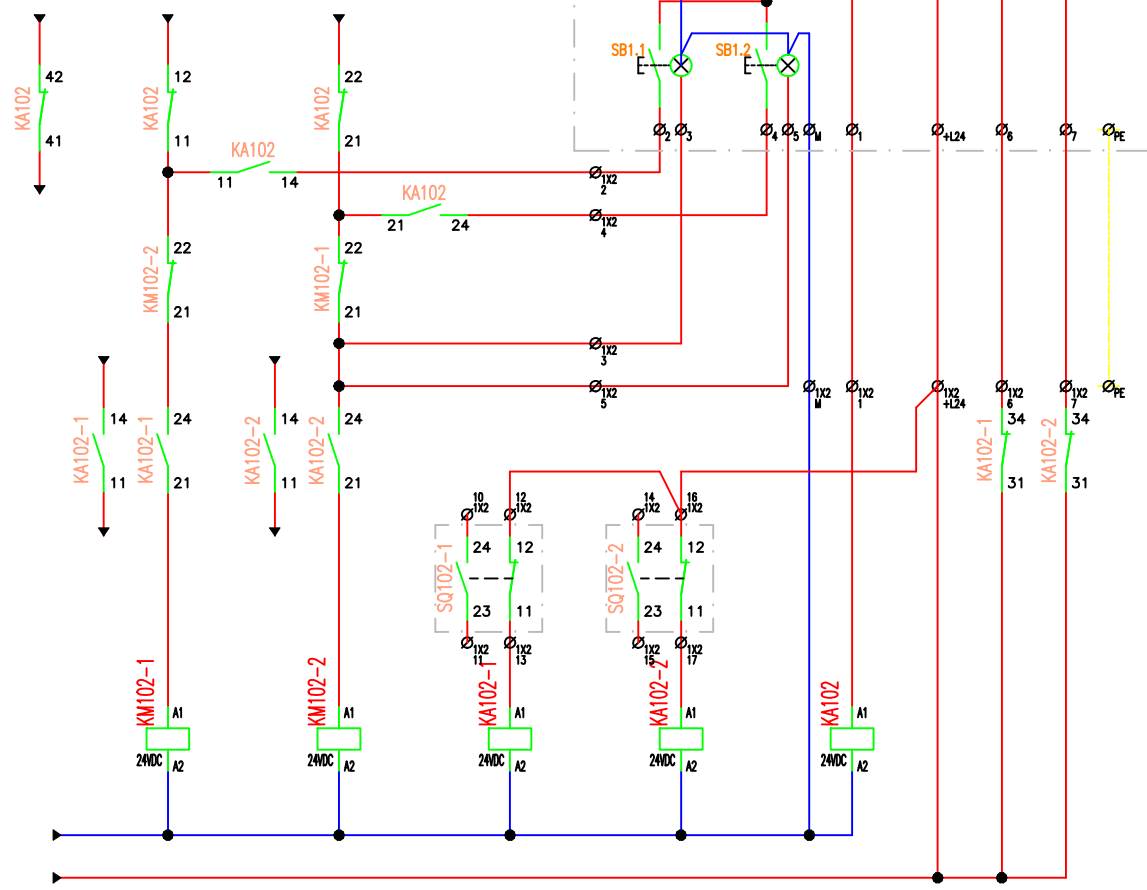 SB1.1
SB1.2
42
KA102
41
12
KA102
11
22
KA102
21
2
3
4
5
M
1
+L24
6
7
PE
KA102
11
14
1X2
2
KA102
21
24
1X2
4
22
KM102-2
21
22
KM102-1
21
1X2
3
1X2
5
1X2
M
1X2
1
1X2
+L24
1X2
6
1X2
7
PE
14
KA102-1
11
24
KA102-1
21
14
KA102-2
11
24
KA102-2
21
34
KA102-1
31
34
KA102-2
31
10
1X2
12
1X2
14
1X2
16
1X2
24
12
SQ102-1
23
11
24
12
SQ102-2
23
11
1X2
11
1X2
13
1X2
15
1X2
17
KM102-1
A1
24VDC
A2
KM102-2
A1
24VDC
A2
KA102-1
A1
24VDC
A2
KA102-2
A1
24VDC
A2
KA102
A1
24VDC
A2